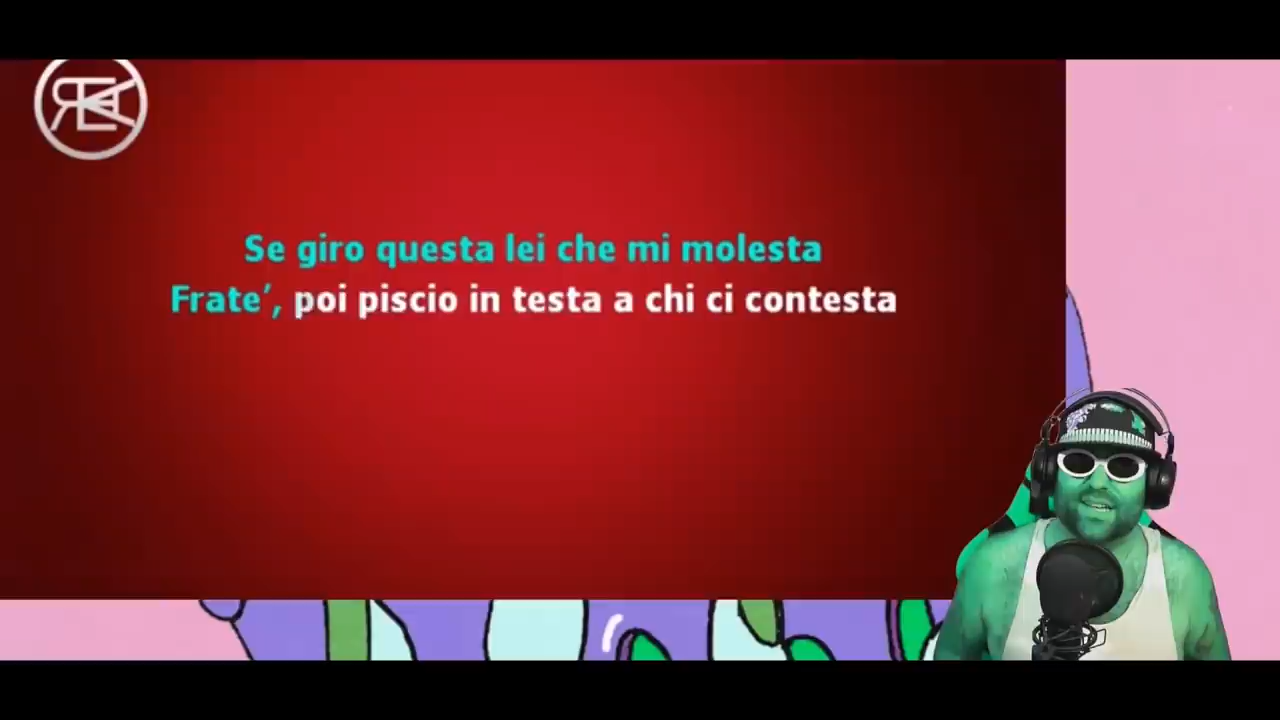 Se giro questa lei che mi molesta
Frate’, poi piscio in testa a chi ci contesta